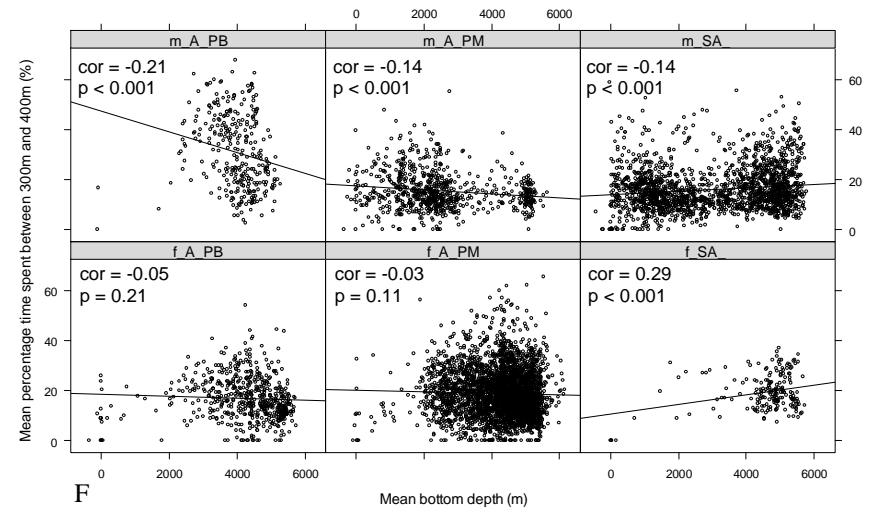 0 2000 4000 6000
m_A_PB m_A_PM m_SA_
cor = -0.21
p < 0.001
cor = -0.14
p < 0.001
cor = -0.14
p < 0.001
0
20
40
60
f_A_PB f_A_PM f_SA_
cor = -0.05
p = 0.21
cor = -0.03
p = 0.11
cor = 0.29
p < 0.001
60
40
20
0
0 2000 4000 6000
0 2000 4000 6000
Mean percentage time spent between 300m and 400m (%)
Mean bottom depth (m)
F